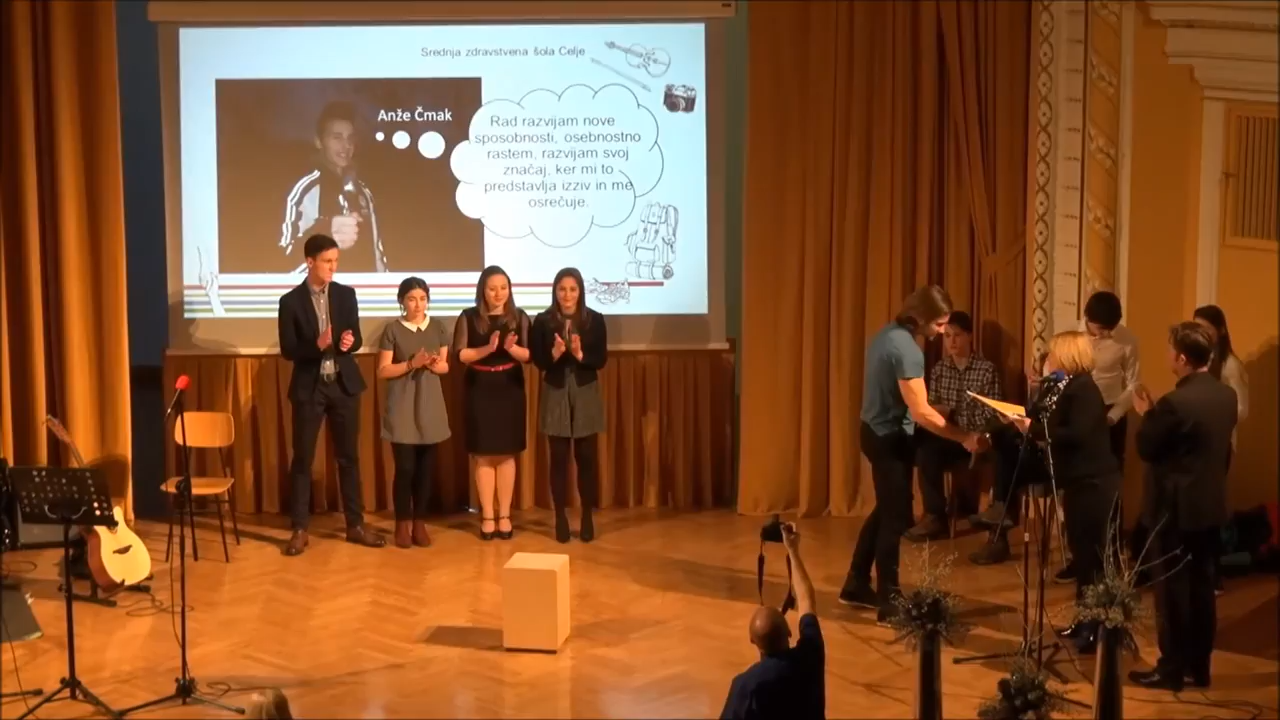 Srednja zdravstvena šola Celje
Anže Čmak
Rad razvijam nove
sposobnosti, osebnostno
rastem, razvijam svoj
značaj, ker mi to
predstavlja izziv in me
osrečuje.